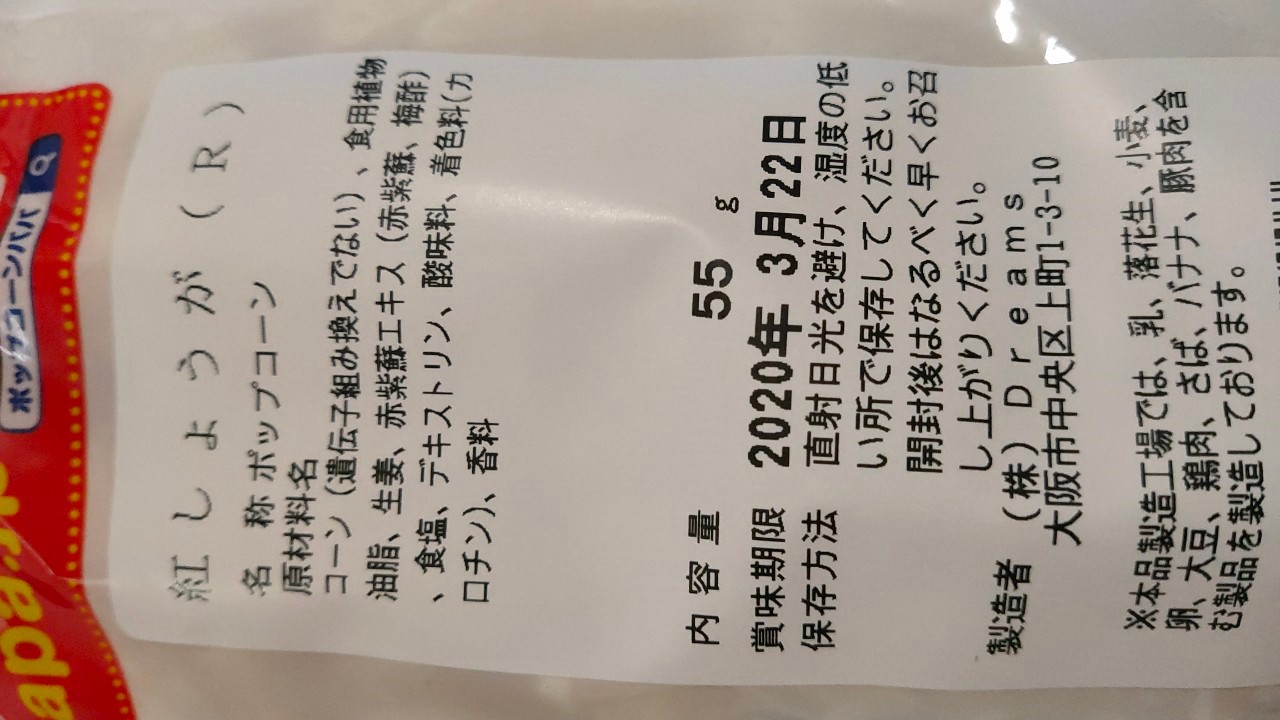 ポップコーンパパ
apa.jp
紅しょうが(R)
名 称 ポップコーン
原材料名
コーン(遺伝子組み換えでない)、食用植物
油脂、生姜、赤紫蘇エキス(赤紫蘇、梅酢)
、食塩、デキストリン、酸味料、着色料(カ
ロチン)、香料
内 容 量 55 g
賞味期限 2020年 3月22日
保存方法 直射日光を避け、湿度の低
い所で保存してください。
開封後はなるべく早くお召
し上がりください。
製造者 (株)Dreams
大阪市中央区上町1-3-10
※本品製造工場では、乳、落花生、小麦、
卵、大豆、鶏肉、さば、バナナ、豚肉を含
む製品を製造しております。